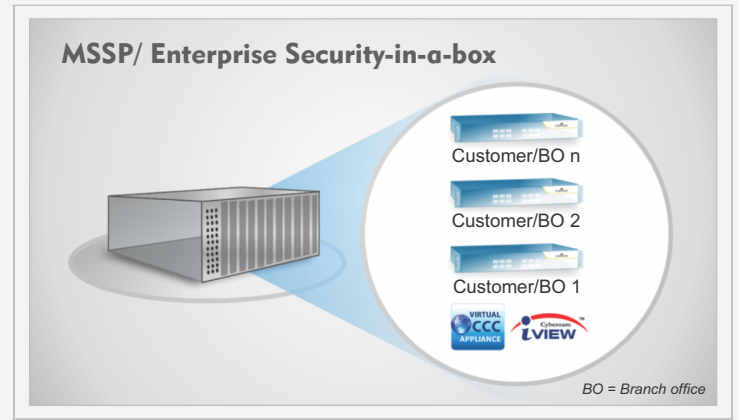 MSSP/ Enterprise Security-in-a-box
Customer/BO n
Customer/BO 2
Customer/BO 1
VIRTUAL
CCC
APPLIANCE
Cyberoam
iVIEW™
BO = Branch office